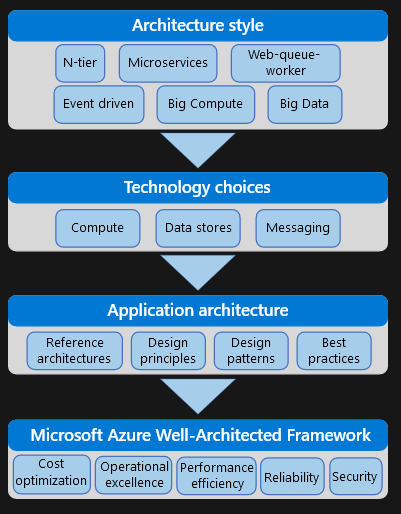 Architecture style
N-tier
Microservices
Web-queue-
worker
Event driven
Big Compute
Big Data
Technology choices
Compute
Data stores
Messaging
Application architecture
Reference
architectures
Design
principles
Design
patterns
Best
practices
Microsoft Azure Well-Architected Framework
Cost
optimization
Operational
excellence
Performance
efficiency
Reliability
Security